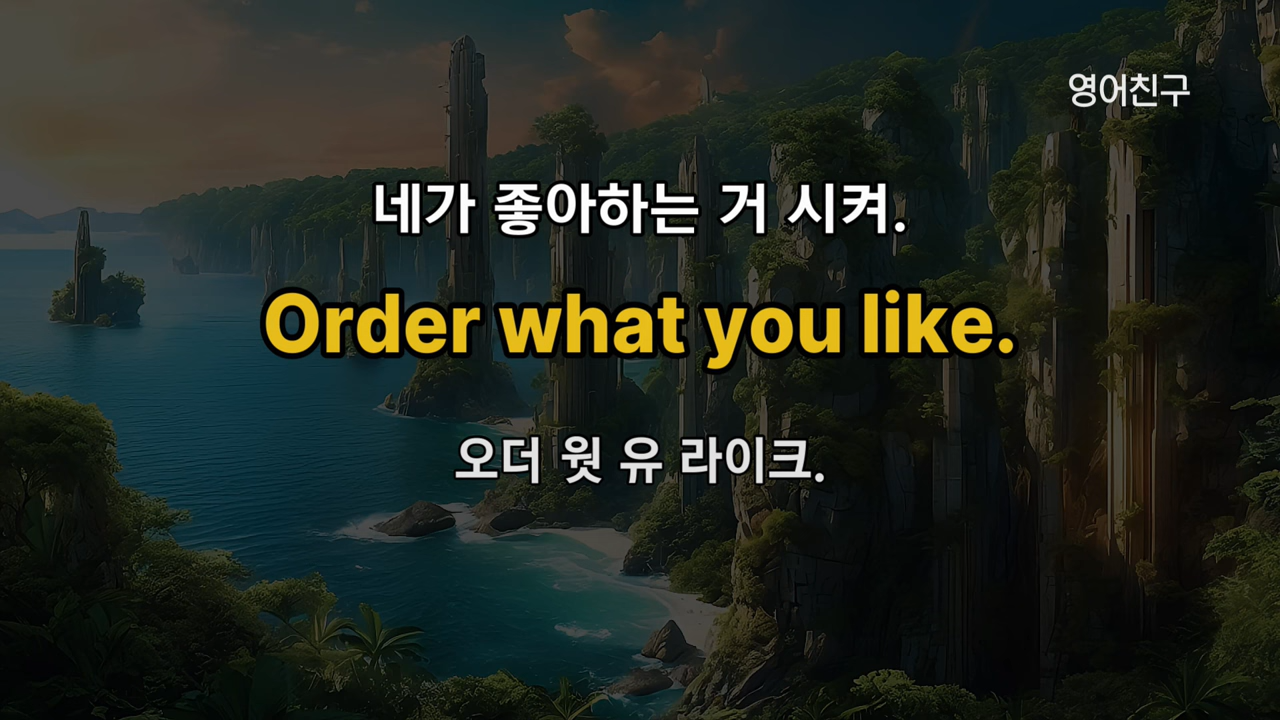 영어친구
네가 좋아하는 거 시켜.
Order what you like.
오더 웟 유 라이크.